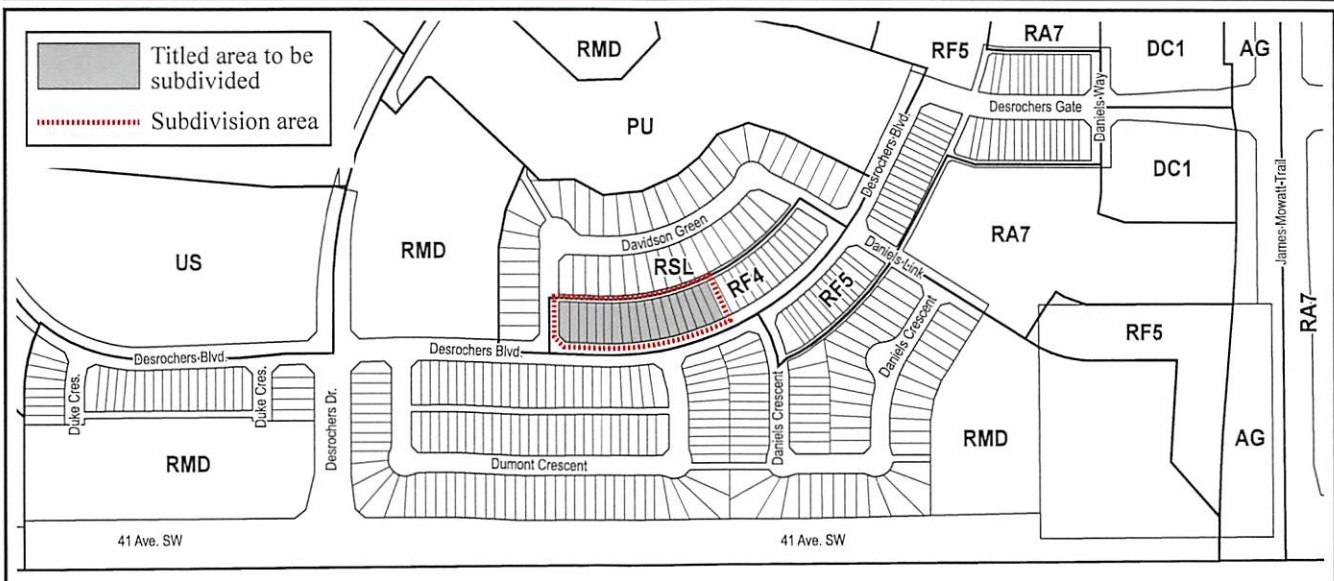 Titled area to be
subdivided
Subdivision area
RMD
RF5
RA7
DC1
AG
Desrochers Gate
Daniels Way
Desrochers Blvd.
PU
DC1
James Mowatt Trail
US
RMD
Davidson Green
RSL
RF4
RF5
Daniels Link
RA7
Daniels Crescent
RF5
RA7
Desrochers Blvd.
Desrochers Blvd.
Duke Cres.
Duke Cres.
Desrochers Dr.
Daniels Crescent
RMD
Dumont Crescent
RMD
AG
41 Ave. SW
41 Ave. SW